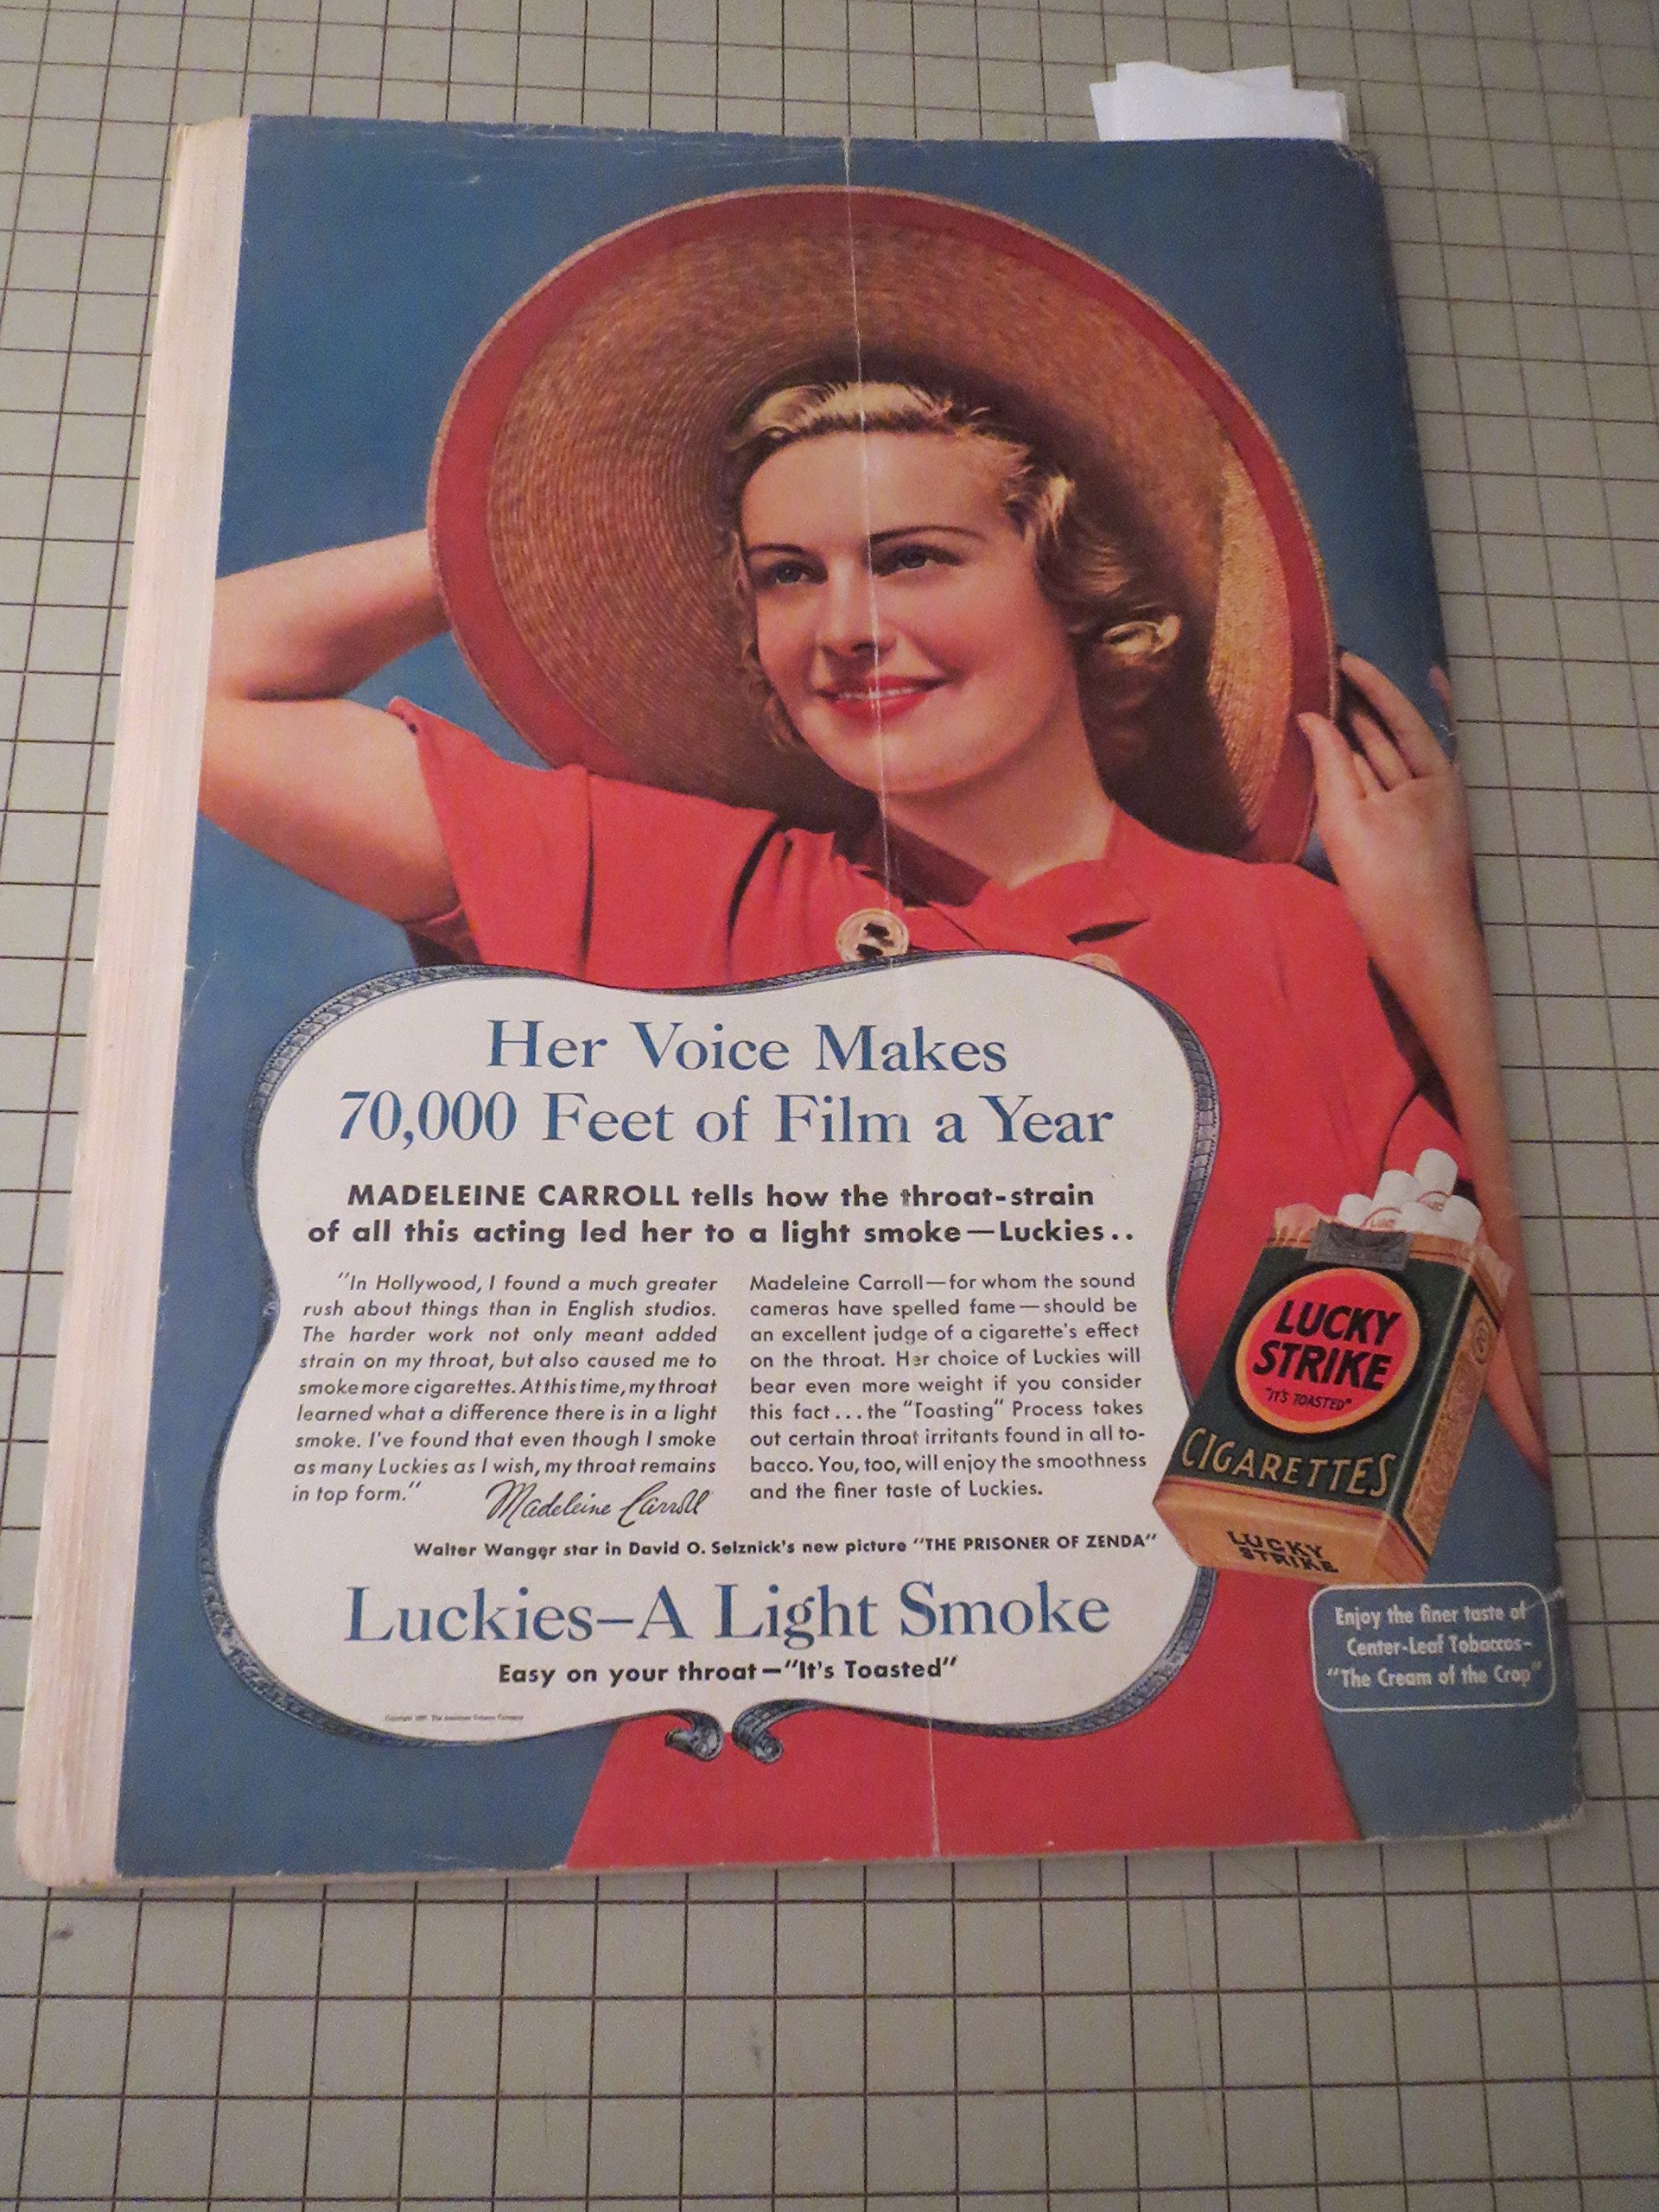 Her Voice Makes
70,000 Feet of Film a Year
MADELEINE CARROLL tells how the throat-strain
of all this acting led her to a light smoke—Luckies..
"In Hollywood, I found a much greater
rush about things than in English studios.
The harder work not only meant added
strain on my throat, but also caused me to
smoke more cigarettes. At this time, my throat
learned what a difference there is in a light
smoke. I've found that even though I smoke
as many Luckies as I wish, my throat remains
in top form."
Madeleine Carroll
Madeleine Carroll—for whom the sound
cameras have spelled fame—should be
an excellent judge of a cigarette's effect
on the throat. Her choice of Luckies will
bear even more weight if you consider
this fact...the "Toasting" Process takes
out certain throat irritants found in all to-
bacco. You, too, will enjoy the smoothness
and the finer taste of Luckies.
Walter Wanger star in David O. Selznick's new picture "THE PRISONER OF ZENDA"
Luckies—A Light Smoke
Easy on your throat—"It's Toasted"
Copyright 1937, The American Tobacco Company
LUCKY
STRIKE
"IT'S TOASTED"
CIGARETTES
LUCKY
STRIKE
Enjoy the finer taste of
Center-Leaf Tobaccos-
"The Cream of the Crop"